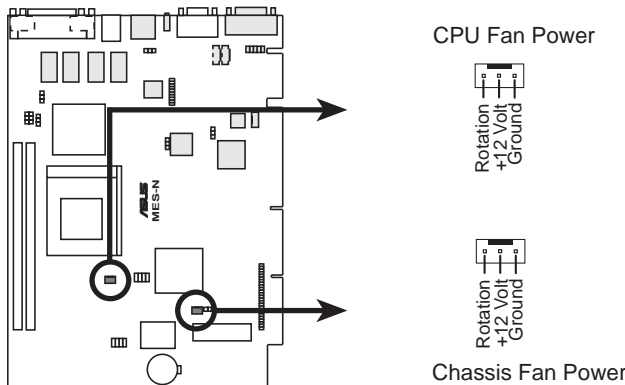 CPU Fan Power
Rotation
+12 Volt
Ground
ASUS
MES-N
Rotation
+12 Volt
Ground
Chassis Fan Power